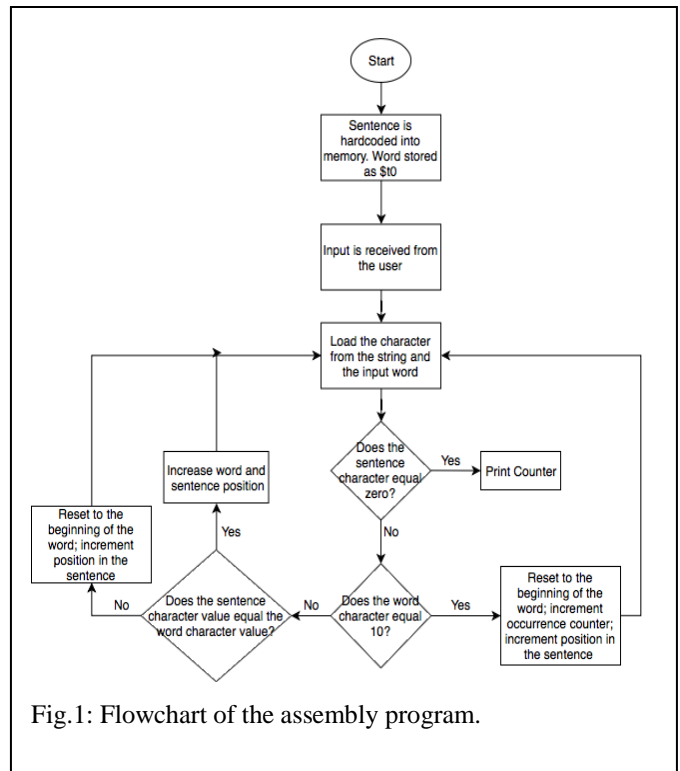 Start
Sentence is
hardcoded into
memory. Word stored
as $t0
Input is received from
the user
Load the character
from the string and
the input word
Does the
sentence
character equal
zero?
Yes
Print Counter
No
Increase word and
sentence position
Reset to the
beginning of the
word; increment
position in the
sentence
Yes
No
Does the sentence
character value equal the
word character value?
No
Does the word
character equal
10?
Yes
Reset to the
beginning of the
word; increment
occurrence counter;
increment position in
the sentence
Fig.1: Flowchart of the assembly program.